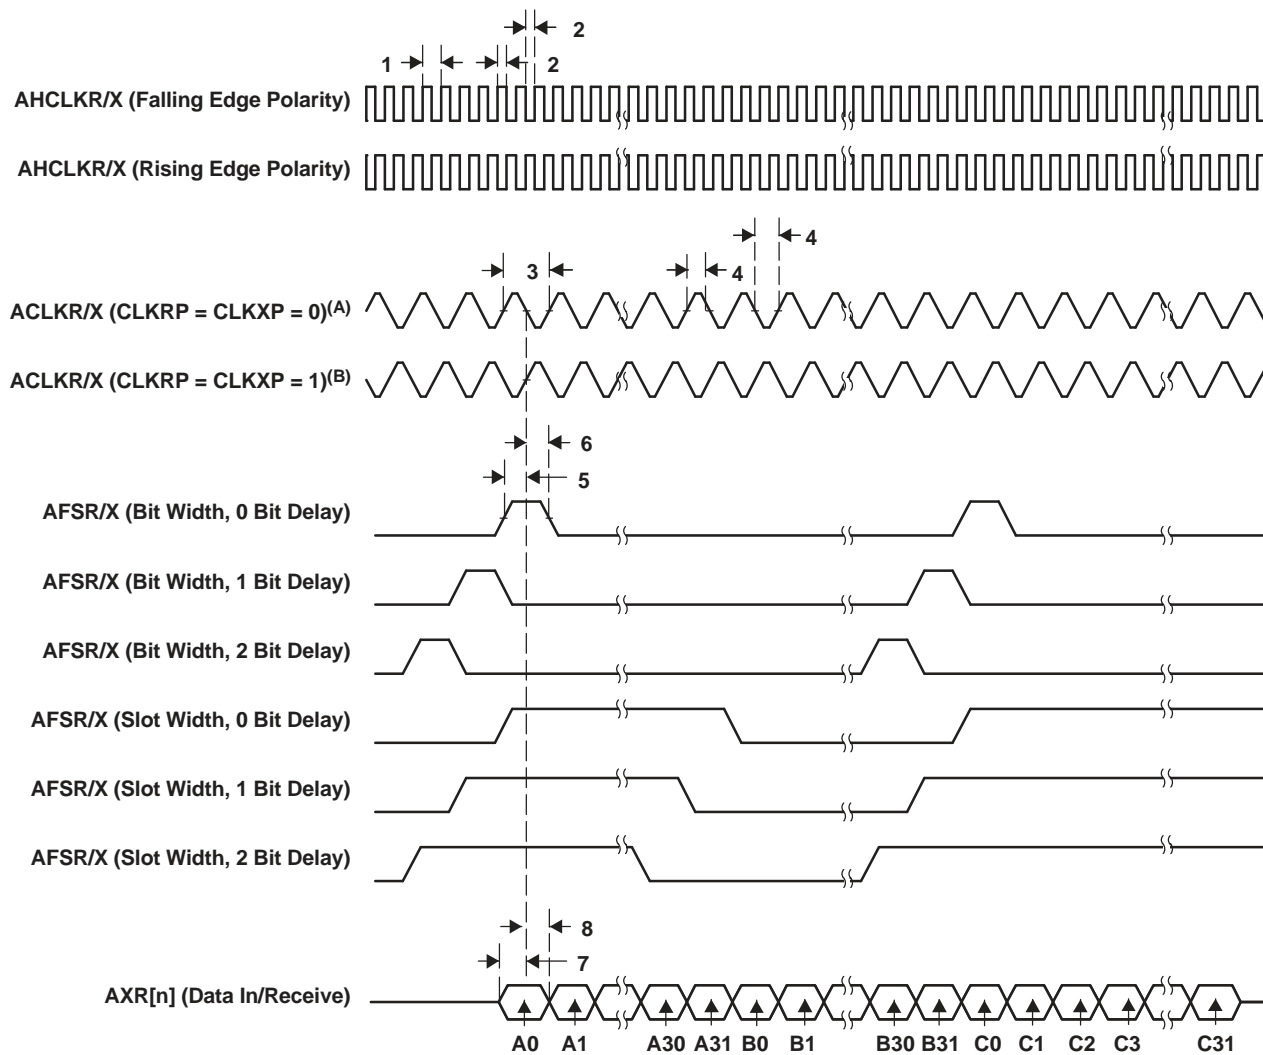 2
1 2
AHCLKR/X (Falling Edge Polarity)
AHCLKR/X (Rising Edge Polarity)
4
3 4
ACLKR/X (CLKRP = CLKXP = 0)(A)
ACLKR/X (CLKRP = CLKXP = 1)(B)
6
5
AFSR/X (Bit Width, 0 Bit Delay)
AFSR/X (Bit Width, 1 Bit Delay)
AFSR/X (Bit Width, 2 Bit Delay)
AFSR/X (Slot Width, 0 Bit Delay)
AFSR/X (Slot Width, 1 Bit Delay)
AFSR/X (Slot Width, 2 Bit Delay)
8
7
AXR[n] (Data In/Receive)
A0 A1 A30 A31 B0 B1 B30 B31 C0 C1 C2 C3 C31